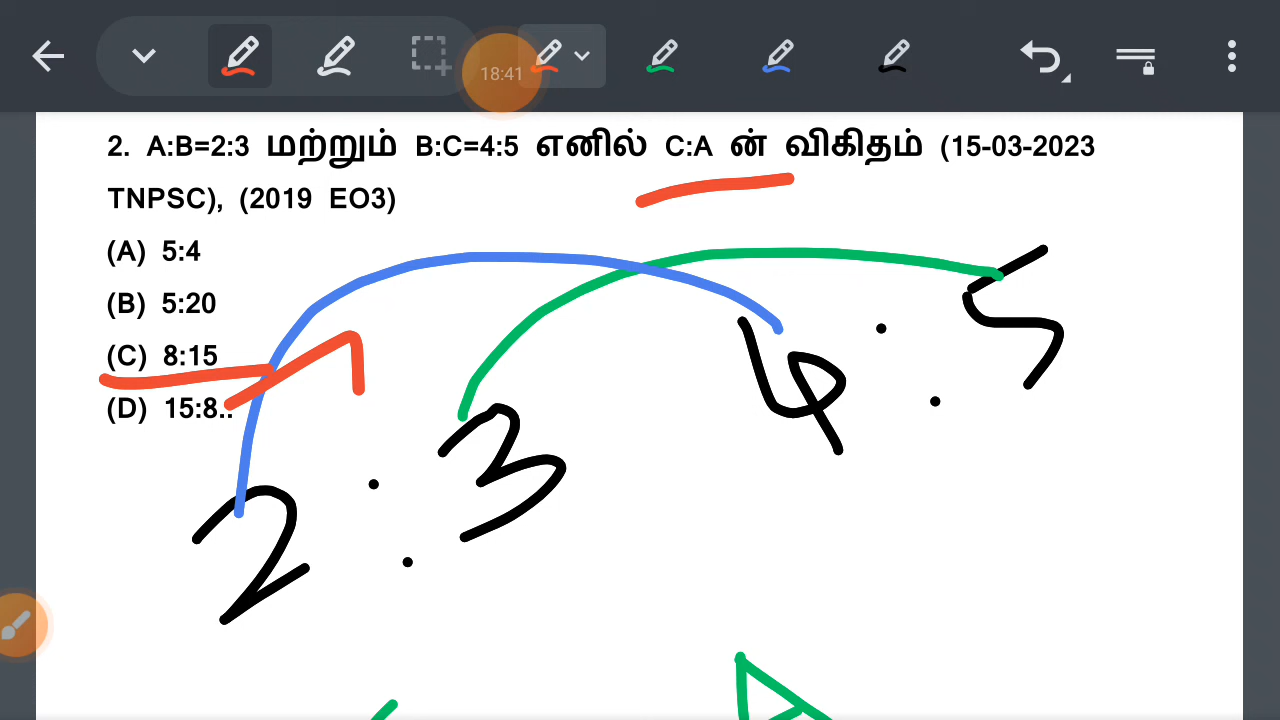 18:41
2. A:B=2:3 மற்றும் B:C=4:5 எனில் C:A ன் விகிதம் (15-03-2023
TNPSC), (2019 EO3)
(A) 5:4
(B) 5:20
(C) 8:15
(D) 15:8..
2 : 3 4 : 5
A